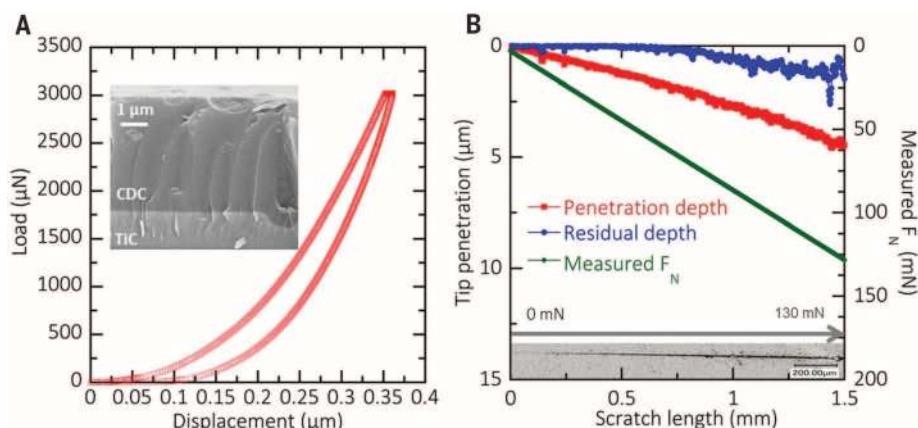 A
3500
3000
2500
2000
1500
1000
500
0
Load (μN)
1 μm
CDC
TiC
0 0.05 0.1 0.15 0.2 0.25 0.3 0.35 0.4
Displacement (μm)
B
0
5
10
15
Tip penetration (μm)
0
50
100
150
200
Measured F N (mN)
Penetration depth
Residual depth
Measured F N
0 mN
130 mN
200.00μm
0 0.5 1 1.5
Scratch length (mm)